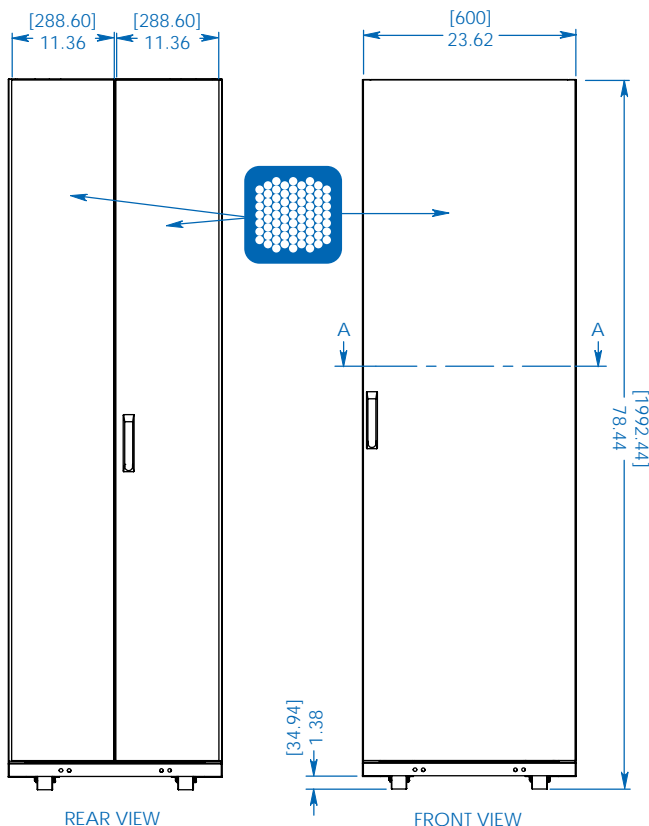 [288.60]
11.36
[288.60]
11.36
[600]
23.62
A
A
[1992.44]
78.44
[34.94]
1.38
REAR VIEW
FRONT VIEW